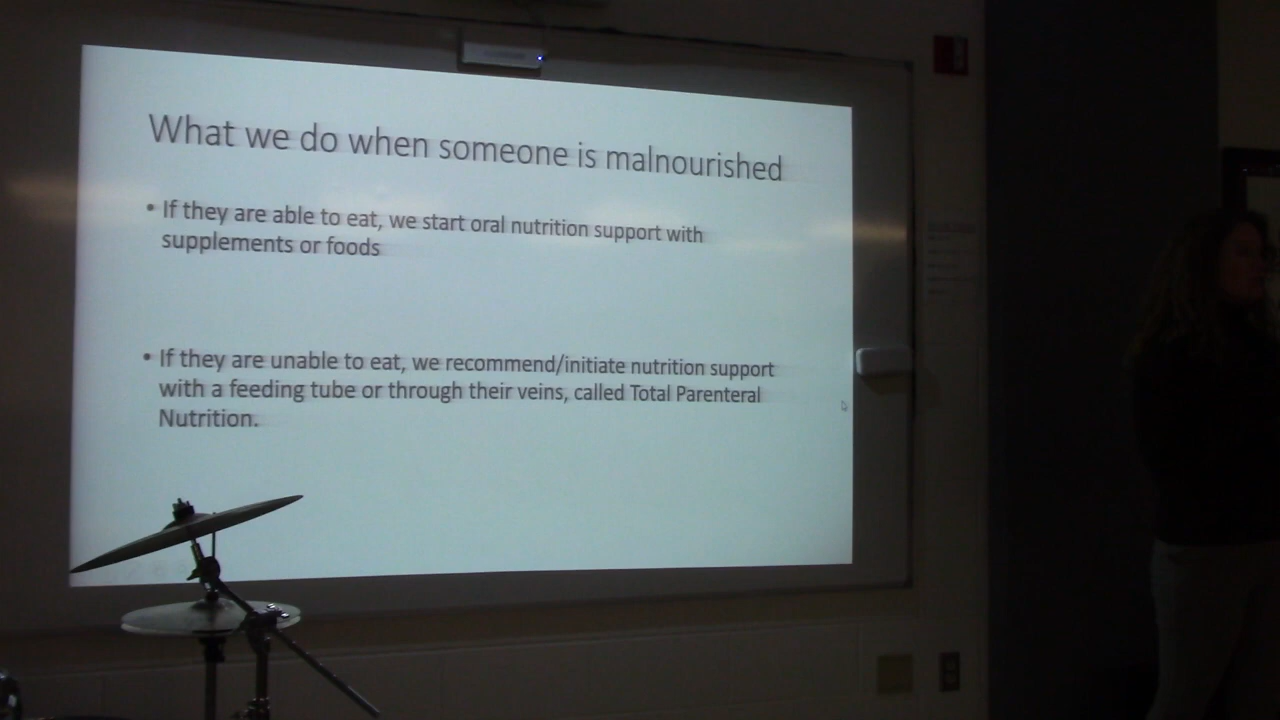 What we do when someone is malnourished
• If they are able to eat, we start oral nutrition support with
supplements or foods
• If they are unable to eat, we recommend/initiate nutrition support
with a feeding tube or through their veins, called Total Parenteral
Nutrition.